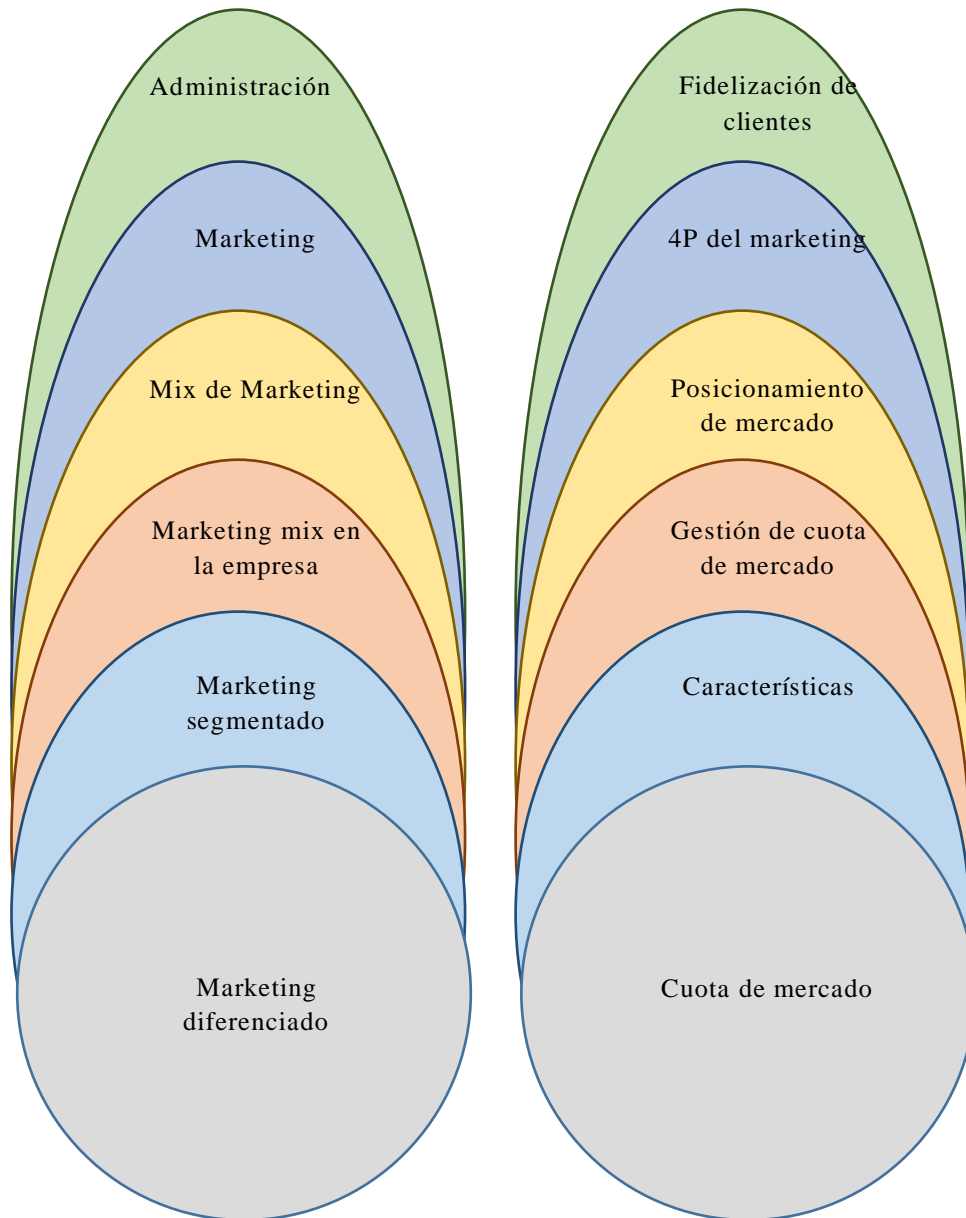 Administración
Marketing
Mix de Marketing
Marketing mix en
la empresa
Marketing
segmentado
Marketing
diferenciado
Fidelización de
clientes
4P del marketing
Posicionamiento
de mercado
Gestión de cuota
de mercado
Característícas
Cuota de mercado